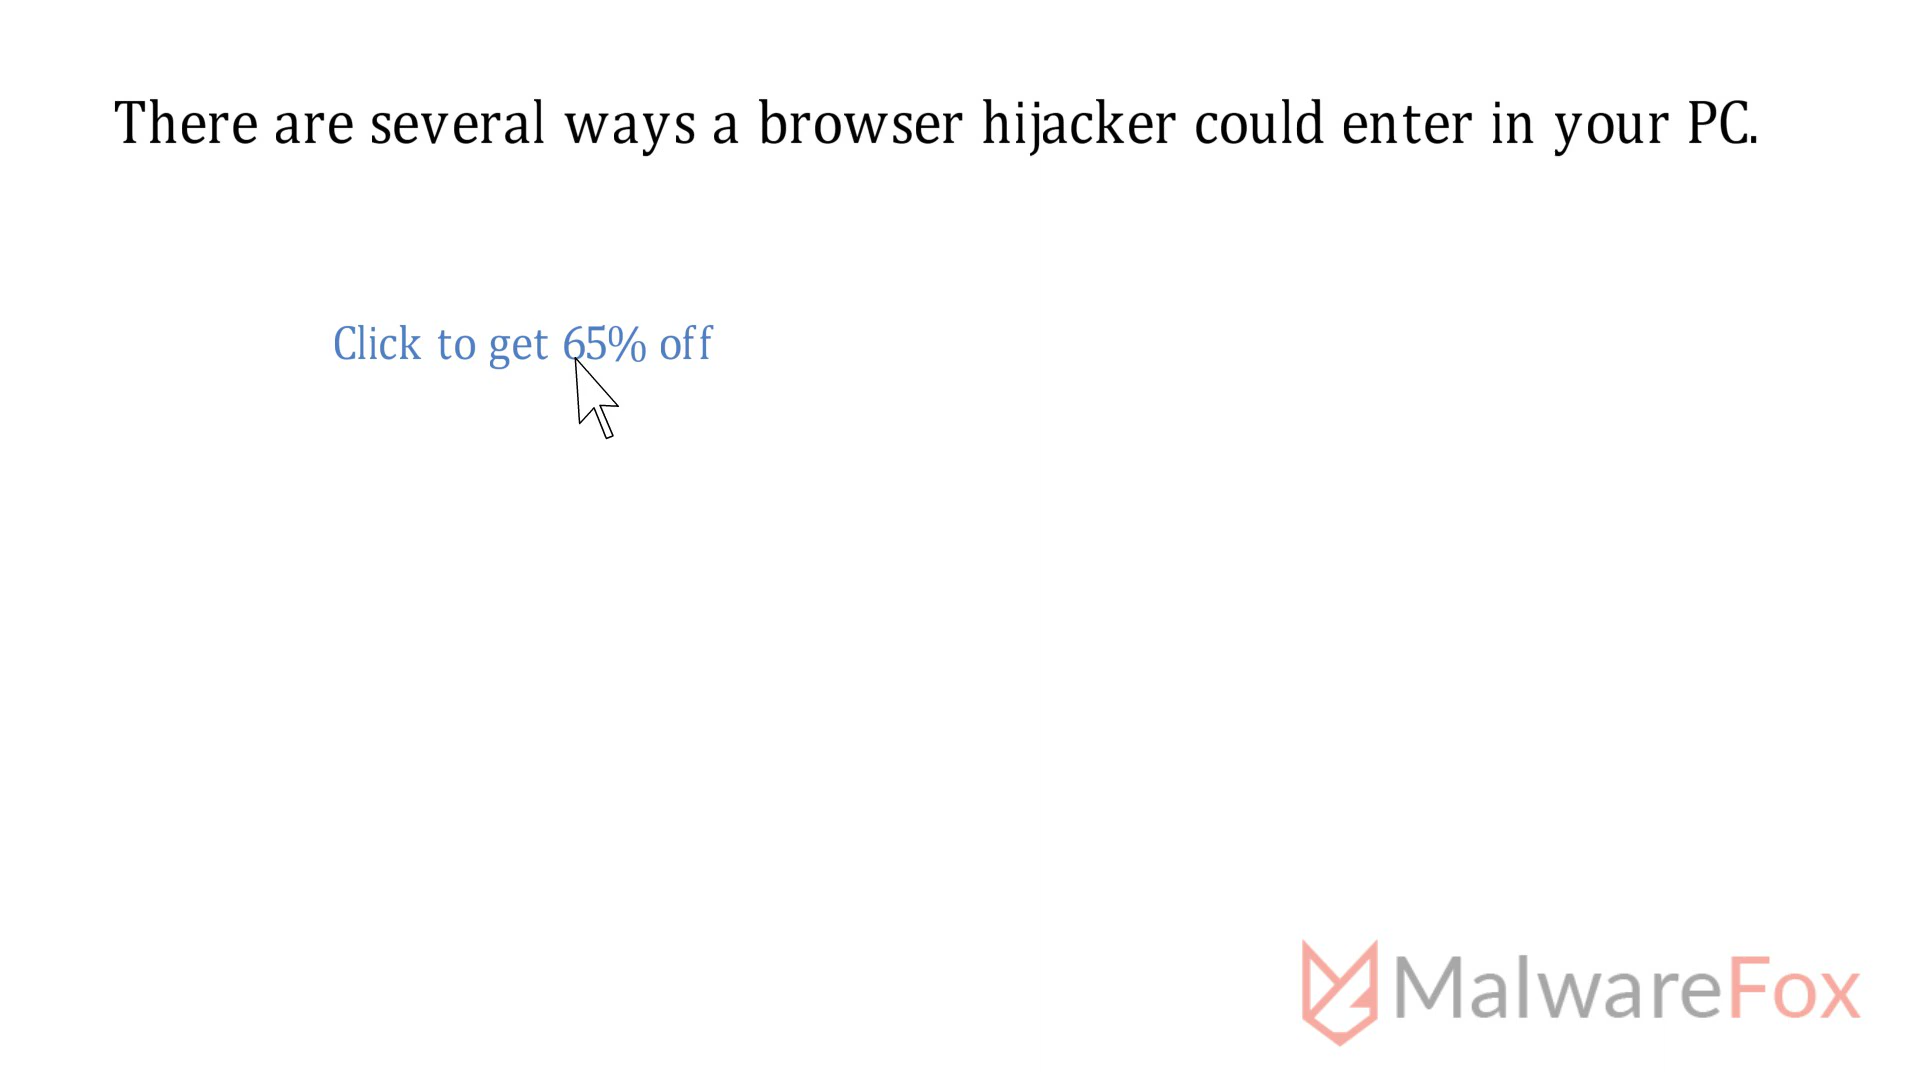 There are several ways a browser hijacker could enter in your PC.
Click to get 65% off
MalwareFox